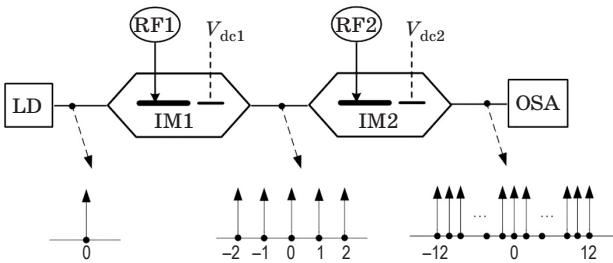 RF1 V_dc1 RF2 V_dc2
LD IM1 IM2 OSA
... ...
0 −2 −1 0 1 2 −12 0 12